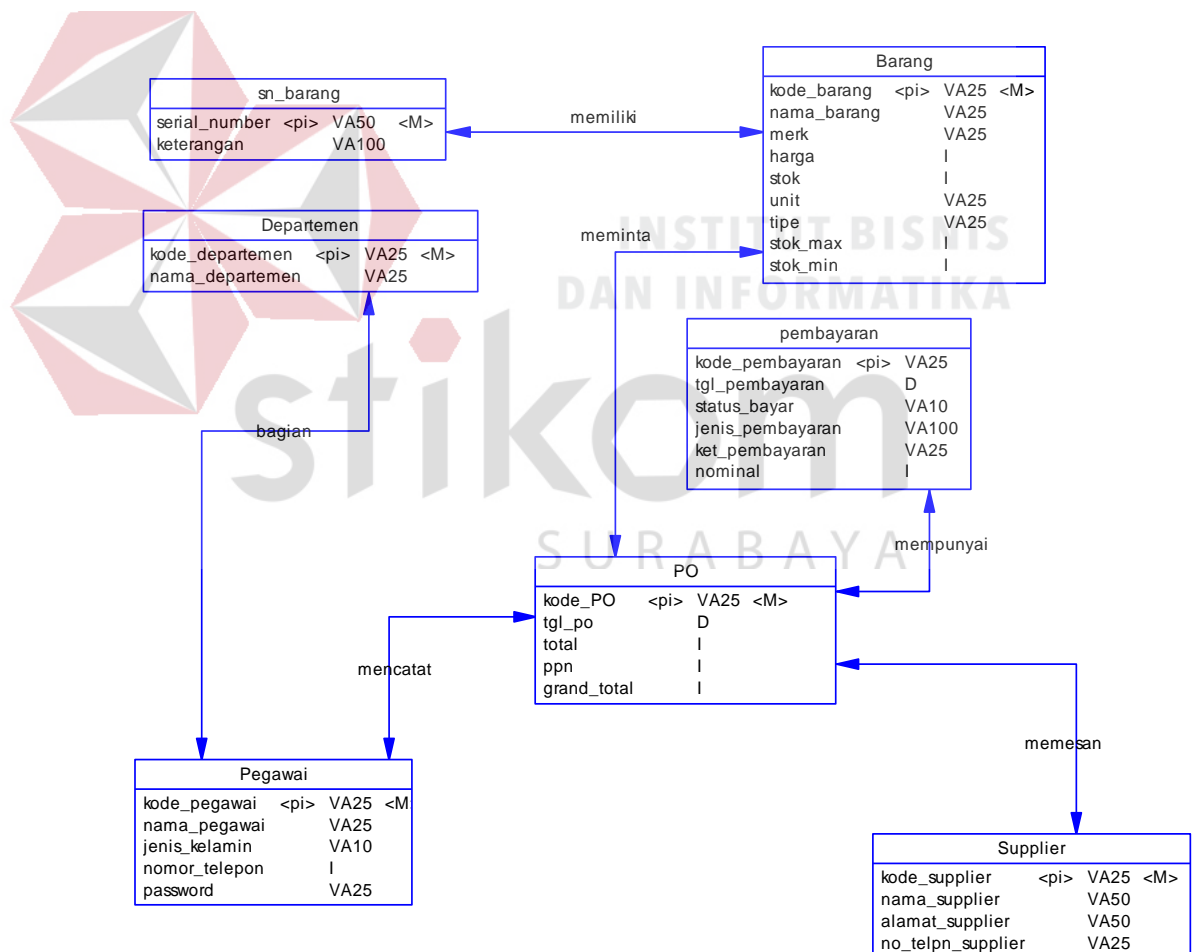 sn_barang
serial_number <pi> VA50 <M>
keterangan VA100
memiliki
Barang
kode_barang <pi> VA25 <M>
nama_barang VA25
merk VA25
harga I
stok I
unit VA25
tipe VA25
stok_max I
stok_min I
Departemen
kode_departemen <pi> VA25 <M>
nama_departemen VA25
meminta
INSTITUT BISNIS
DAN INFORMATIKA
pembayaran
kode_pembayaran <pi> VA25
tgl_pembayaran D
status_bayar VA10
jenis_pembayaran VA100
ket_pembayaran VA25
nominal I
stikom
SURABAYA
bagian
mempunyai
PO
kode_PO <pi> VA25 <M>
tgl_po D
total I
ppn I
grand_total I
mencatat
memesan
Pegawai
kode_pegawai <pi> VA25 <M
nama_pegawai VA25
jenis_kelamin VA10
nomor_telepon I
password VA25
Supplier
kode_supplier <pi> VA25 <M>
nama_supplier VA50
alamat_supplier VA50
no_telpn_supplier VA25